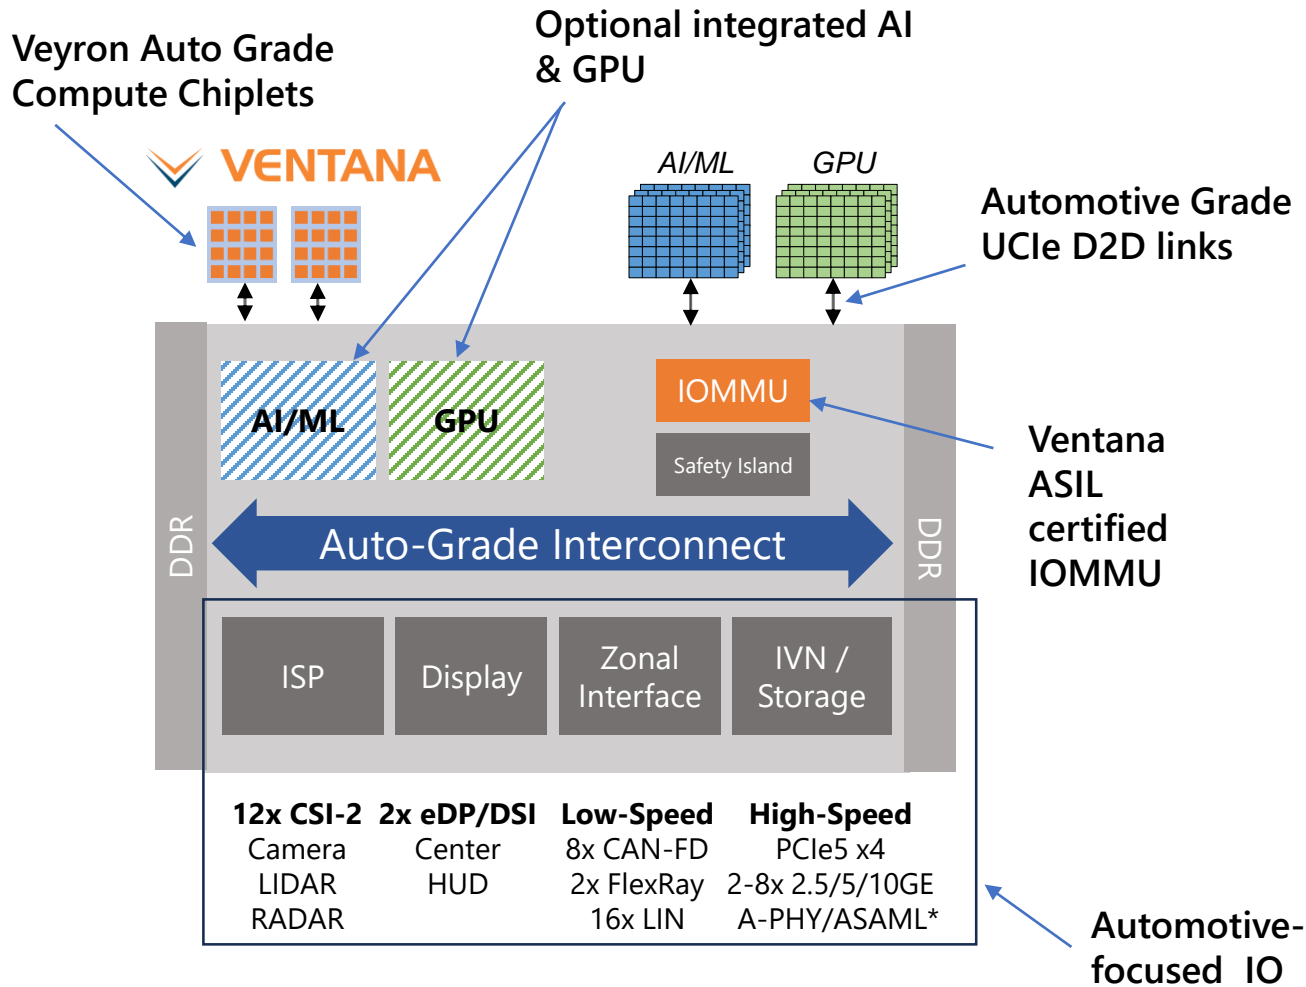 Veyron Auto Grade
Compute Chiplets
Optional integrated AI
& GPU
VENTANA
AI/ML
GPU
Automotive Grade
UCIe D2D links
AI/ML
GPU
IOMMU
Safety Island
Ventana
ASIL
certified
IOMMU
DDR
Auto-Grade Interconnect
DDR
ISP
Display
Zonal
Interface
IVN /
Storage
12x CSI-2
Camera
LIDAR
RADAR
2x eDP/DSI
Center
HUD
Low-Speed
8x CAN-FD
2x FlexRay
16x LIN
High-Speed
PCIe5 x4
2-8x 2.5/5/10GE
A-PHY/ASAML*
Automotive-
focused IO